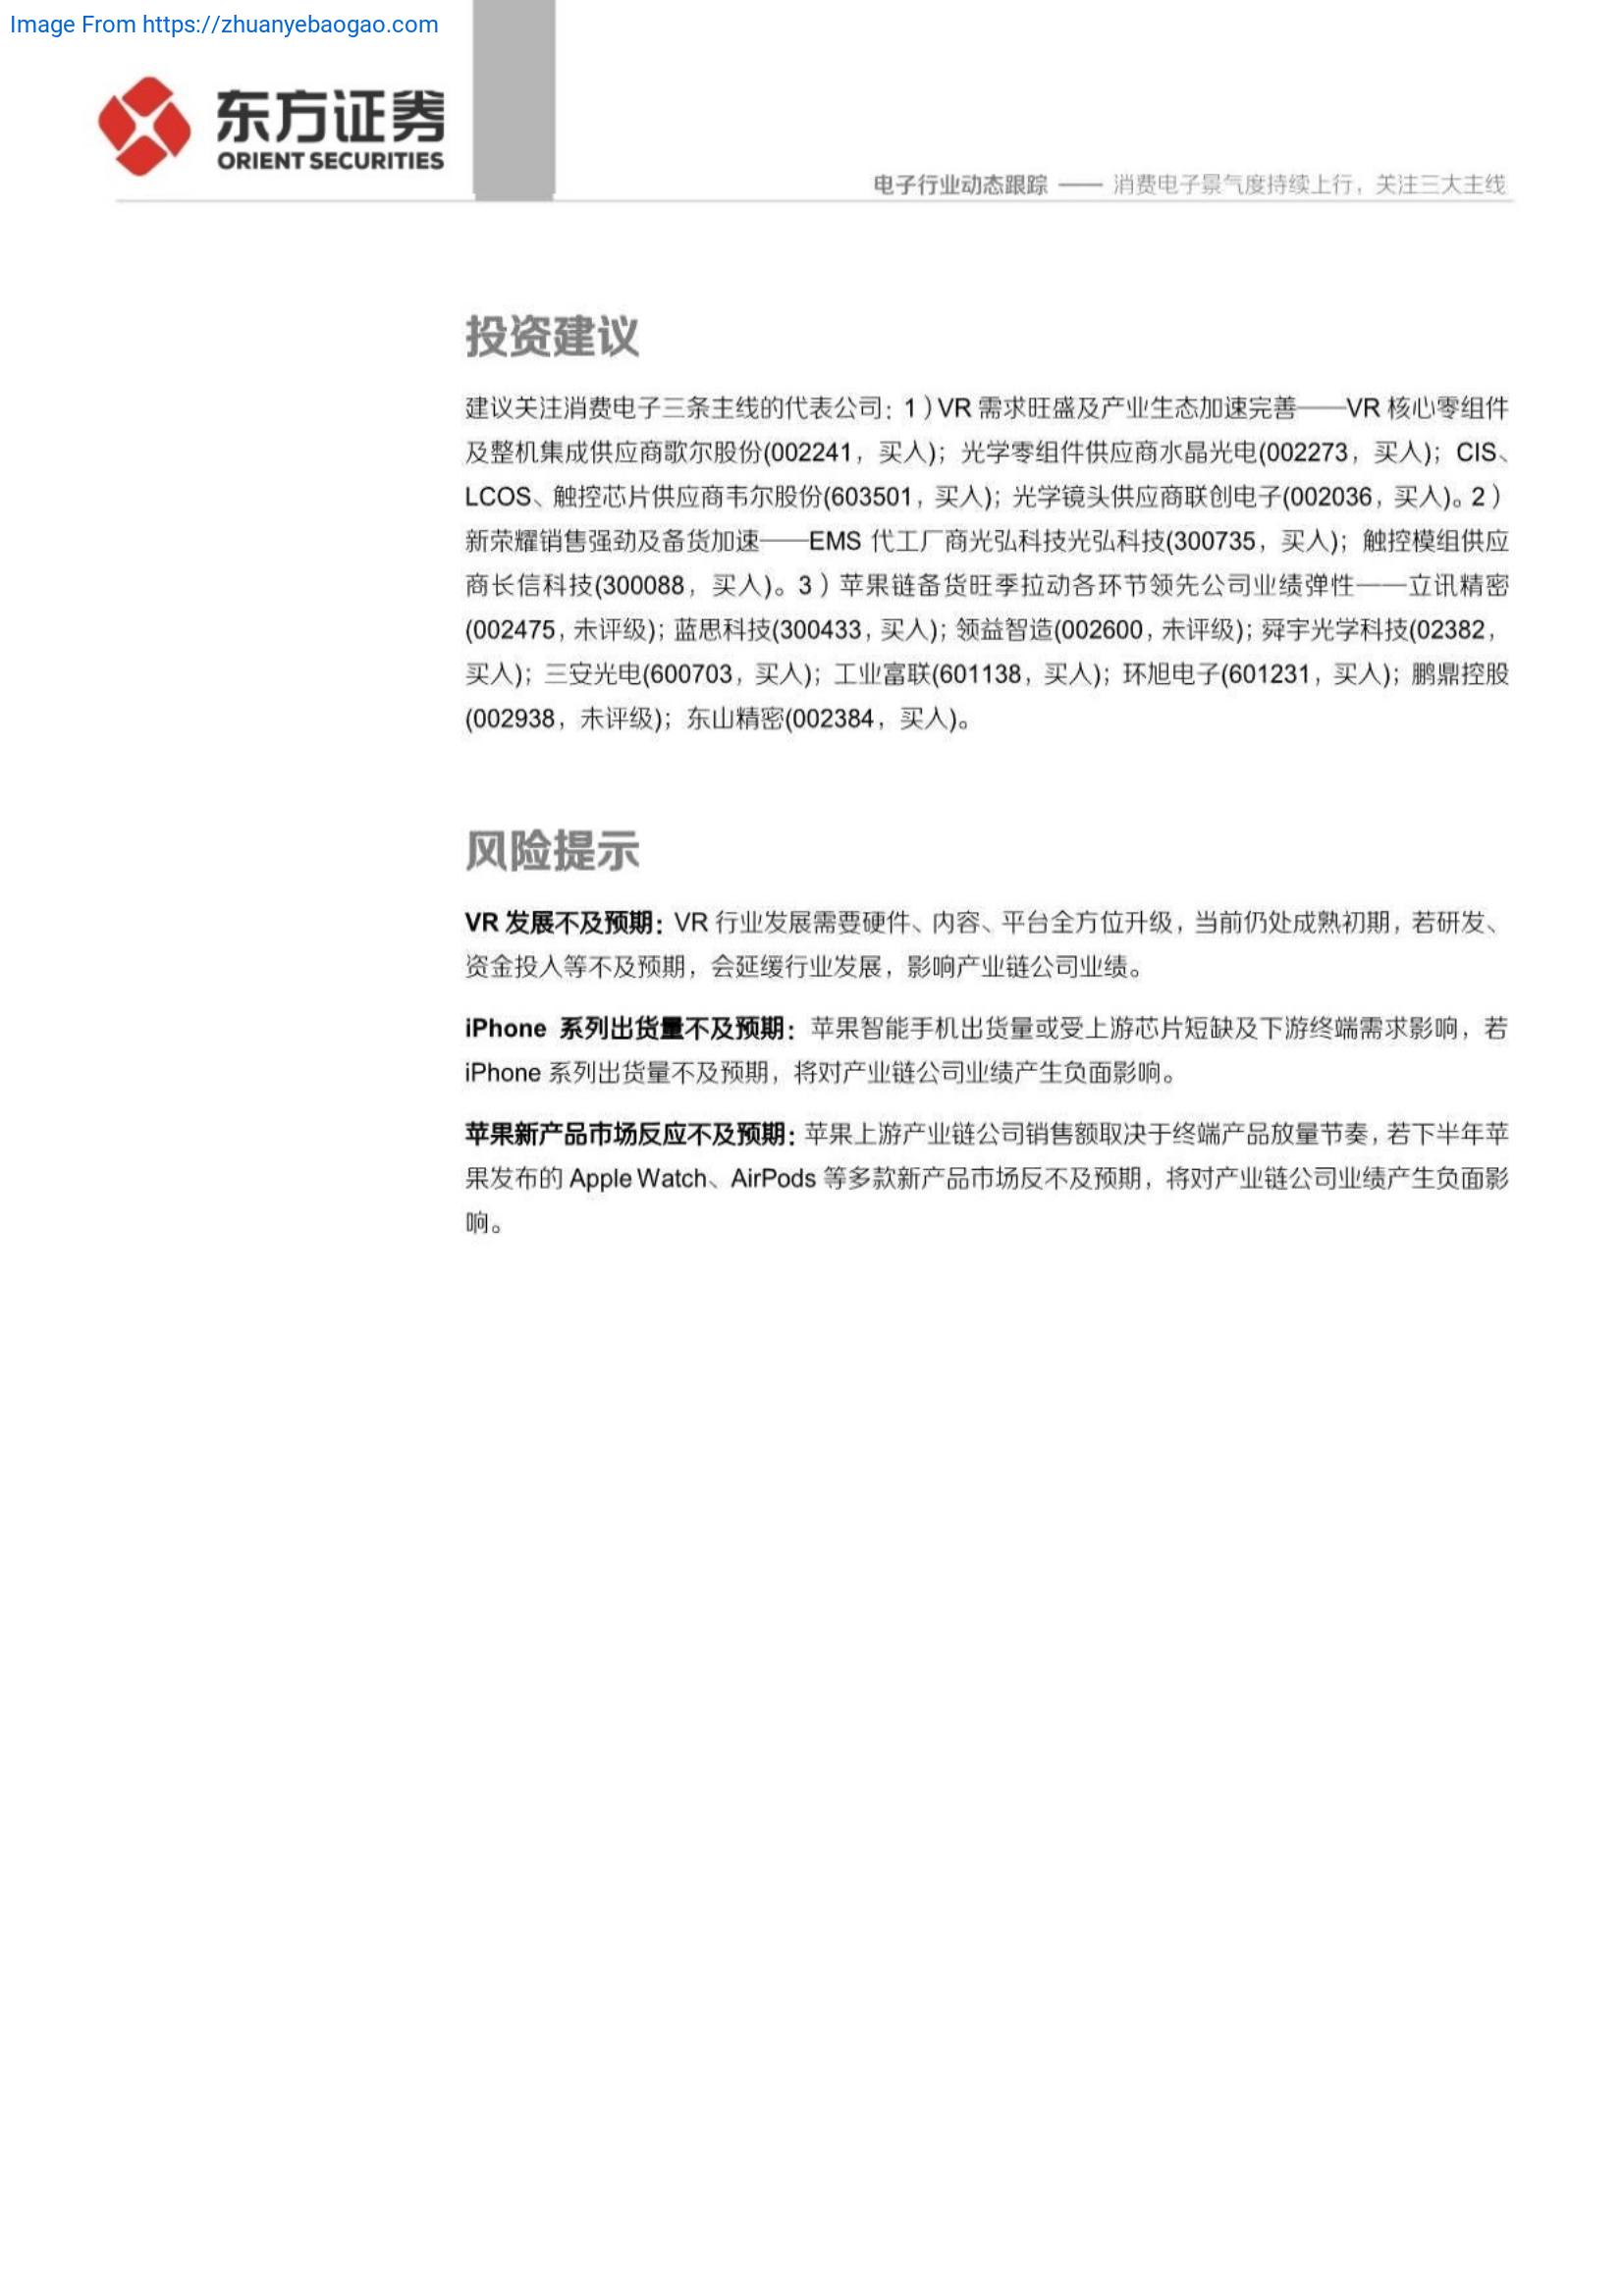 Image From https://zhuanyebaogao.com
东方证券
ORIENT SECURITIES
电子行业动态跟踪 —— 消费电子景气度持续上行，关注三大主线
投资建议
建议关注消费电子三条主线的代表公司：1）VR 需求旺盛及产业生态加速完善——VR 核心零组件
及整机集成供应商歌尔股份(002241，买入)；光学零组件供应商水晶光电(002273，买入)；CIS、
LCOS、触控芯片供应商韦尔股份(603501，买入)；光学镜头供应商联创电子(002036，买入)。2）
新荣耀销售强劲及备货加速——EMS 代工厂商光弘科技光弘科技(300735，买入)；触控模组供应
商长信科技(300088，买入)。3）苹果链备货旺季拉动各环节领先公司业绩弹性——立讯精密
(002475，未评级)；蓝思科技(300433，买入)；领益智造(002600，未评级)；舜宇光学科技(02382，
买入)；三安光电(600703，买入)；工业富联(601138，买入)；环旭电子(601231，买入)；鹏鼎控股
(002938，未评级)；东山精密(002384，买入)。
风险提示
VR 发展不及预期：VR 行业发展需要硬件、内容、平台全方位升级，当前仍处成熟初期，若研发、
资金投入等不及预期，会延缓行业发展，影响产业链公司业绩。
iPhone 系列出货量不及预期：苹果智能手机出货量或受上游芯片短缺及下游终端需求影响，若
iPhone 系列出货量不及预期，将对产业链公司业绩产生负面影响。
苹果新产品市场反应不及预期：苹果上游产业链公司销售额取决于终端产品放量节奏，若下半年苹
果发布的 Apple Watch、AirPods 等多款新产品市场反不及预期，将对产业链公司业绩产生负面影
响。